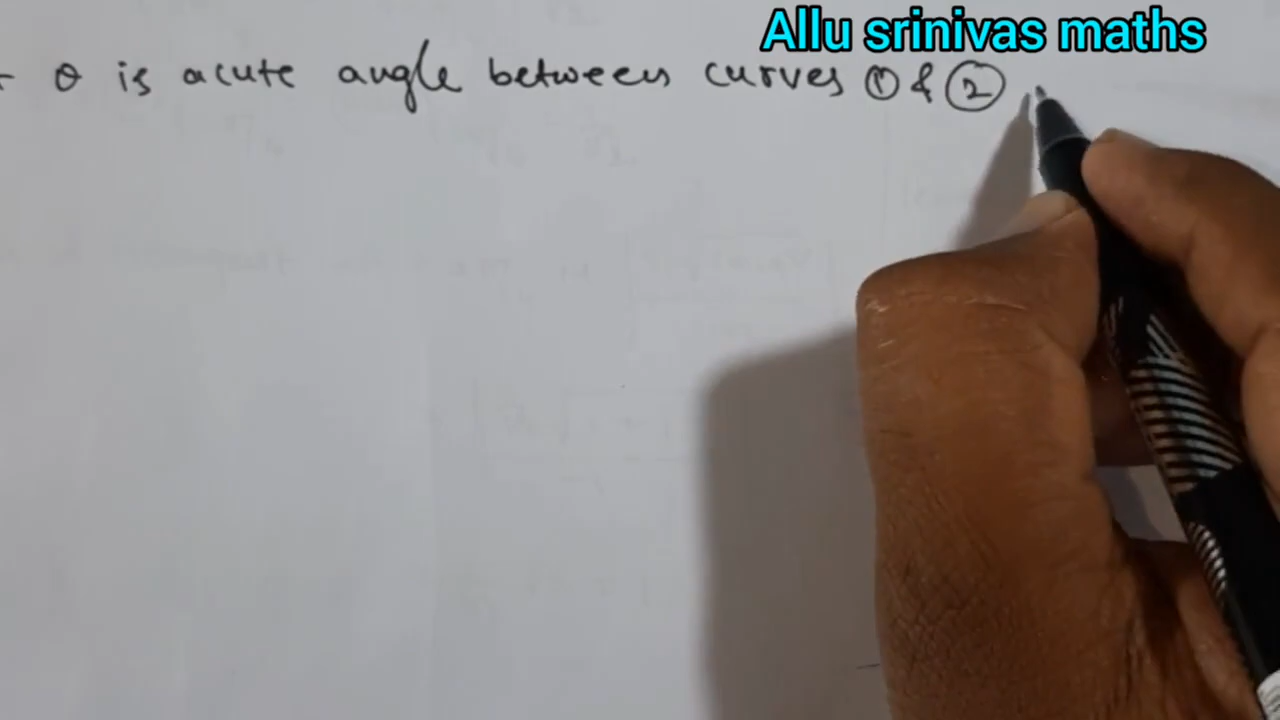 Allu srinivas maths
θ is acute angle between curves ① & ②